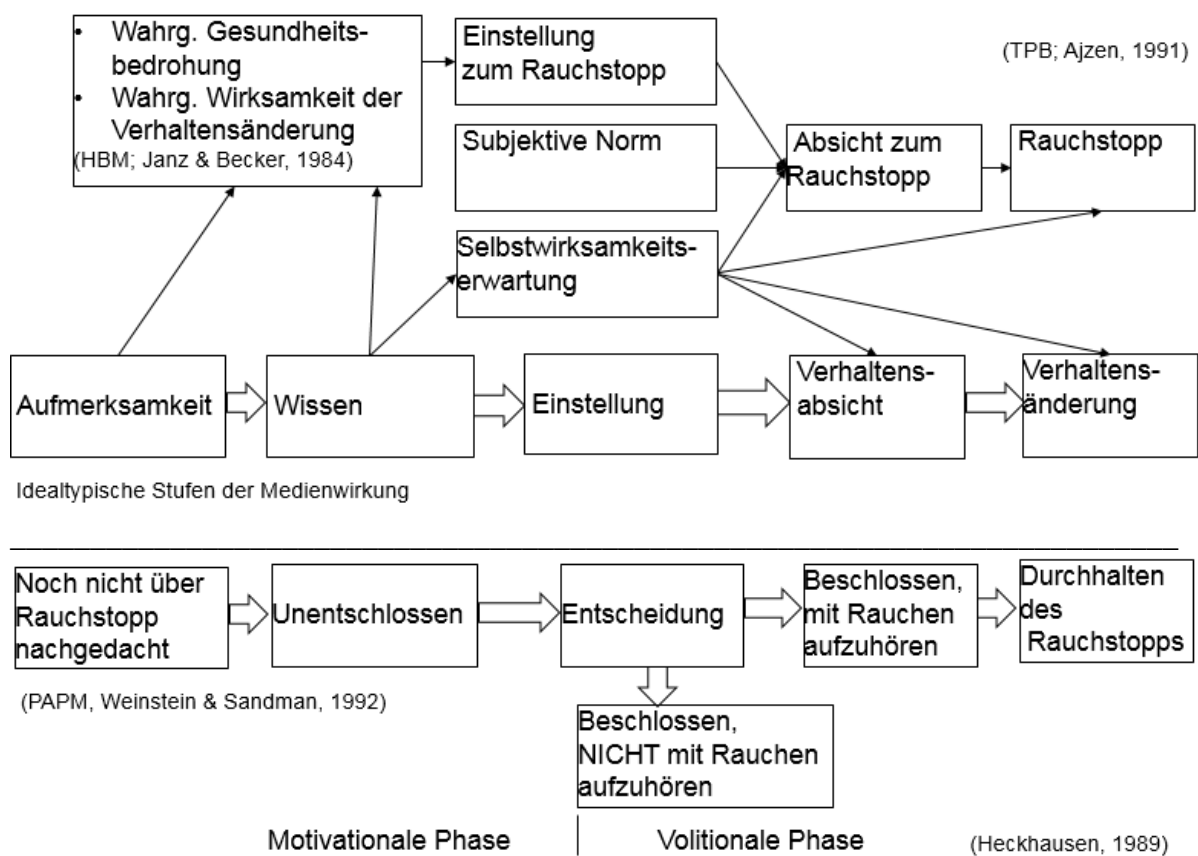 • Wahrg. Gesundheits-
bedrohung
• Wahrg. Wirksamkeit der
Verhaltensänderung
(HBM; Janz & Becker, 1984)
Einstellung
zum Rauchstopp
(TPB; Ajzen, 1991)
Subjektive Norm
Absicht zum
Rauchstopp
Rauchstopp
Selbstwirksamkeits-
erwartung
Aufmerksamkeit
Wissen
Einstellung
Verhaltens-
absicht
Verhaltens-
änderung
Idealtypische Stufen der Medienwirkung
Noch nicht über
Rauchstopp
nachgedacht
Unentschlossen
Entscheidung
Beschlossen,
mit Rauchen
aufzuhören
Durchhalten
des
Rauchstopps
(PAPM, Weinstein & Sandman, 1992)
Beschlossen,
NICHT mit Rauchen
aufzuhören
Motivationale Phase
Volitionale Phase
(Heckhausen, 1989)